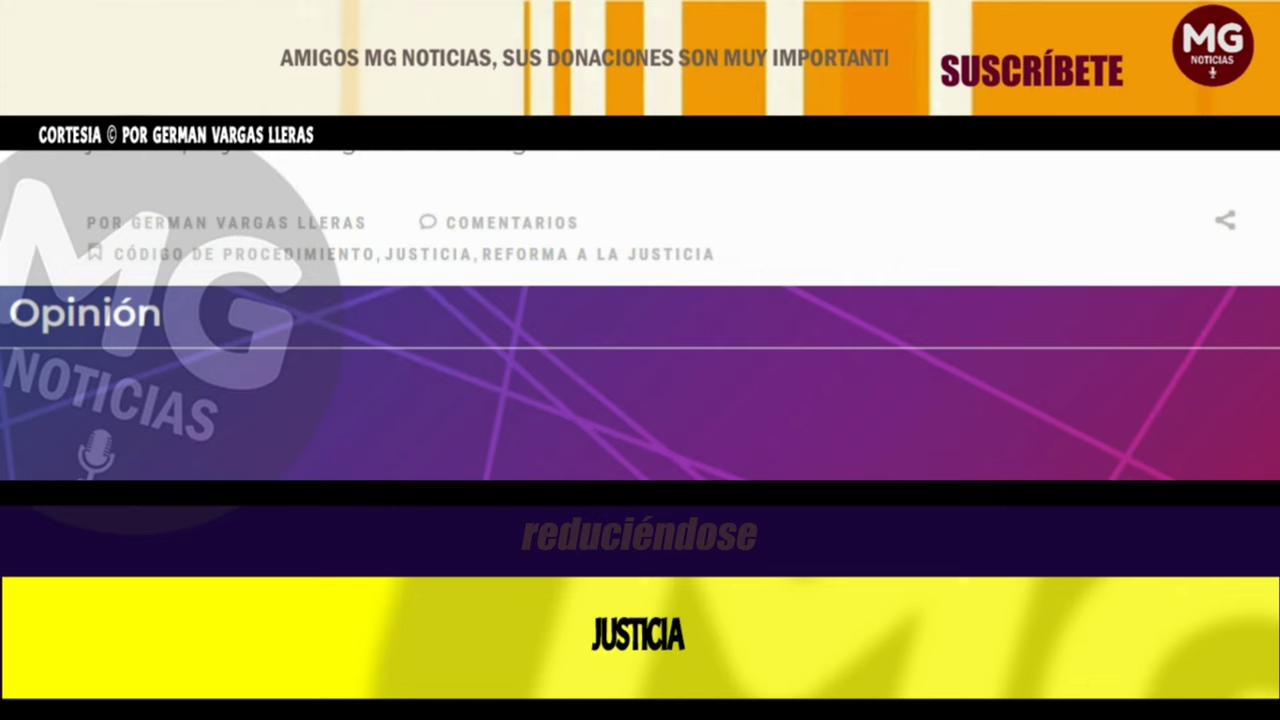 AMIGOS MG NOTICIAS, SUS DONACIONES SON MUY IMPORTANT
SUSCRÍBETE
MG
NOTICIAS
CORTESIA © POR GERMAN VARGAS LLERAS
POR GERMAN VARGAS LLERAS
COMENTARIOS
CÓDIGO DE PROCEDIMIENTO, JUSTICIA, REFORMA A LA JUSTICIA
Opinión
MG
NOTICIAS
reduciéndose
JUSTICIA